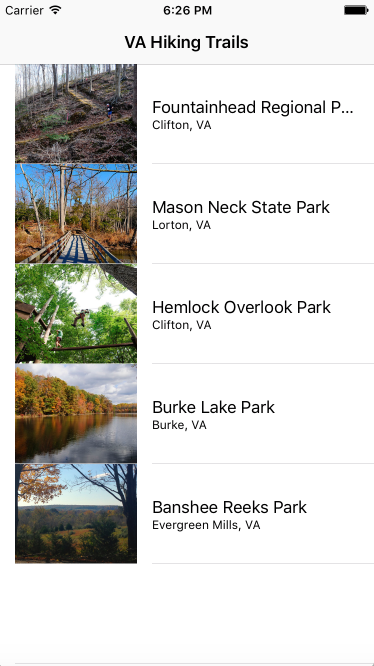 Carrier 6:26 PM
VA Hiking Trails
Fountainhead Regional P...
Clifton, VA
Mason Neck State Park
Lorton, VA
Hemlock Overlook Park
Clifton, VA
Burke Lake Park
Burke, VA
Banshee Reeks Park
Evergreen Mills, VA